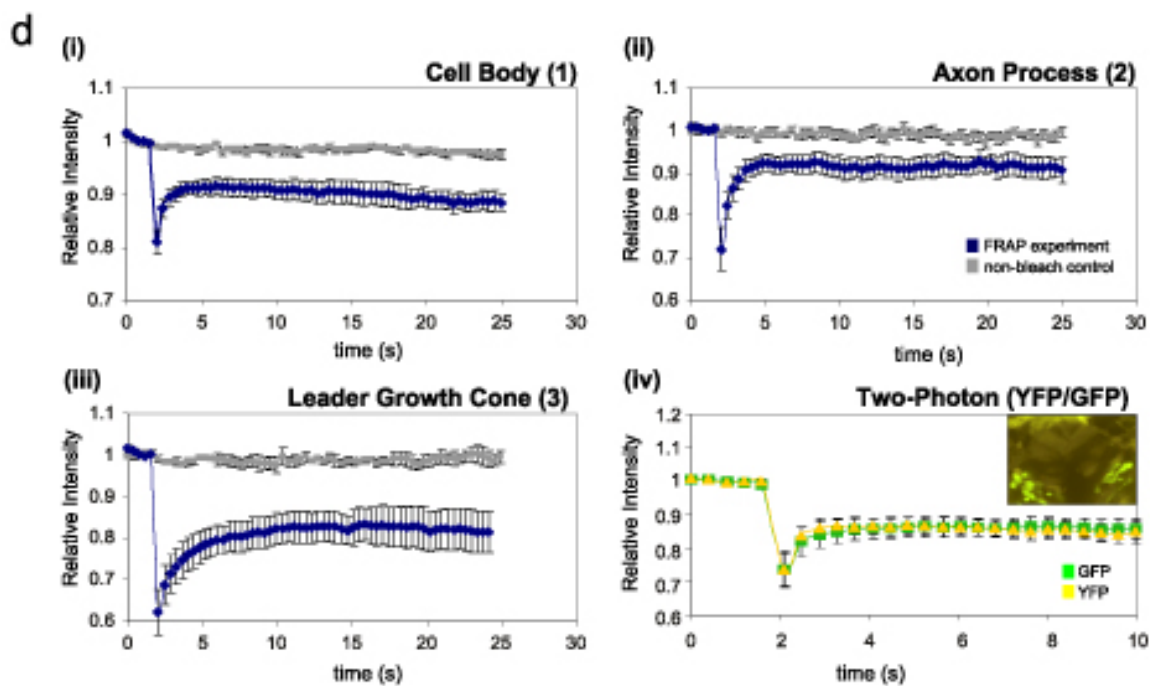 d
(i)
Cell Body (1)
Relative Intensity
1.1
1
0.9
0.8
0.7
0 5 10 15 20 25 30
time (s)
(ii)
Axon Process (2)
Relative Intensity
1.1
1
0.9
0.8
0.7
0.6
FRAP experiment
non-bleach control
0 5 10 15 20 25 30
time (s)
(iii)
Leader Growth Cone (3)
Relative Intensity
1.1
1
0.9
0.8
0.7
0.6
0 5 10 15 20 25 30
time (s)
(iv)
Two-Photon (YFP/GFP)
Relative Intensity
1.2
1.1
1
0.9
0.8
0.7
0.6
GFP
YFP
0 2 4 6 8 10
time (s)